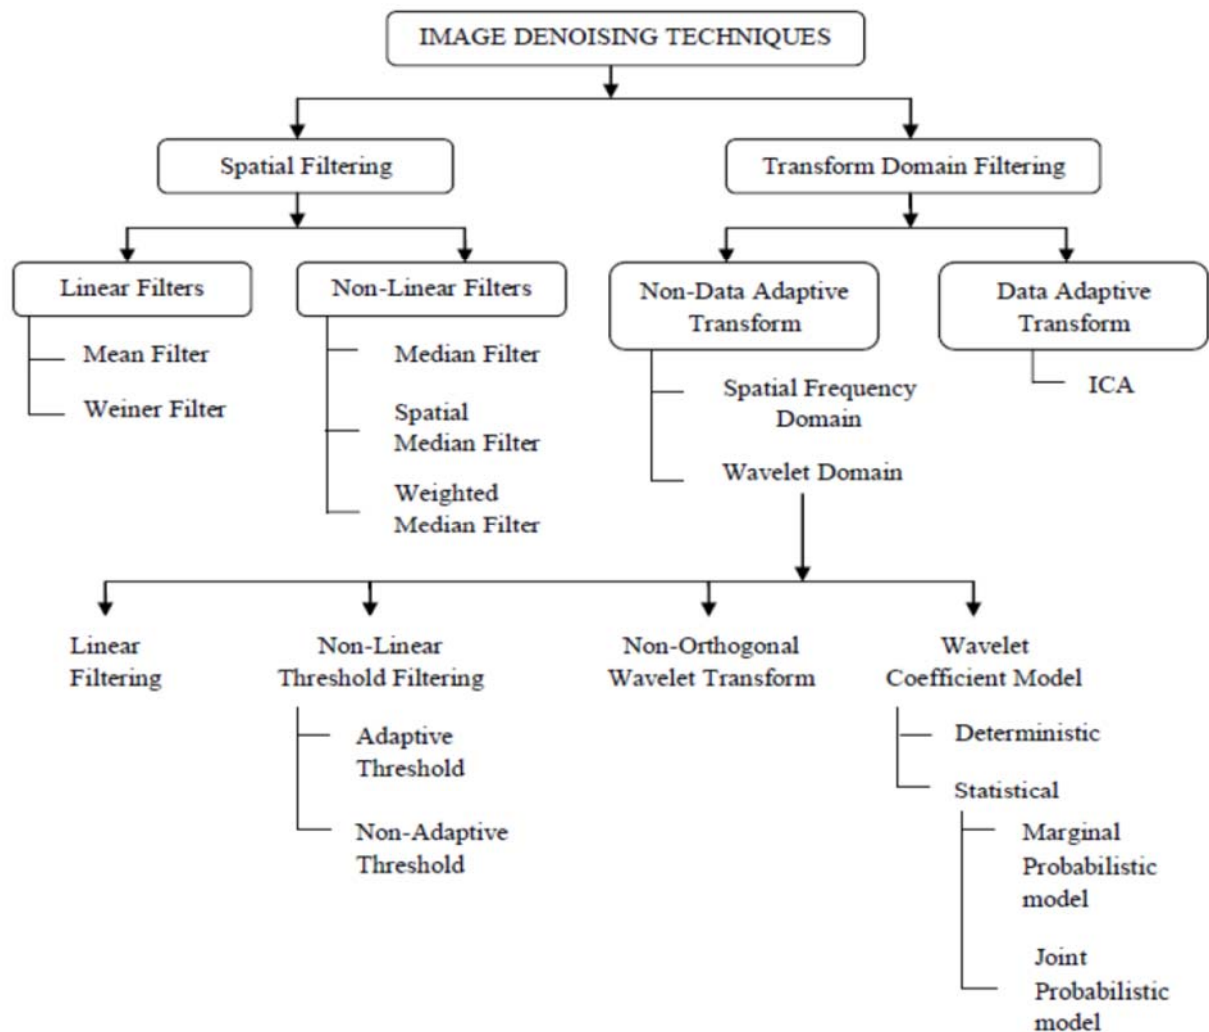 IMAGE DENOISING TECHNIQUES
Spatial Filtering
Transform Domain Filtering
Linear Filters
Non-Linear Filters
Non-Data Adaptive
Transform
Data Adaptive
Transform
Mean Filter
Weiner Filter
Median Filter
Spatial
Median Filter
Weighted
Median Filter
Spatial Frequency
Domain
Wavelet Domain
ICA
Linear
Filtering
Non-Linear
Threshold Filtering
Non-Orthogonal
Wavelet Transform
Wavelet
Coefficient Model
Adaptive
Threshold
Non-Adaptive
Threshold
Deterministic
Statistical
Marginal
Probabilistic
model
Joint
Probabilistic
model